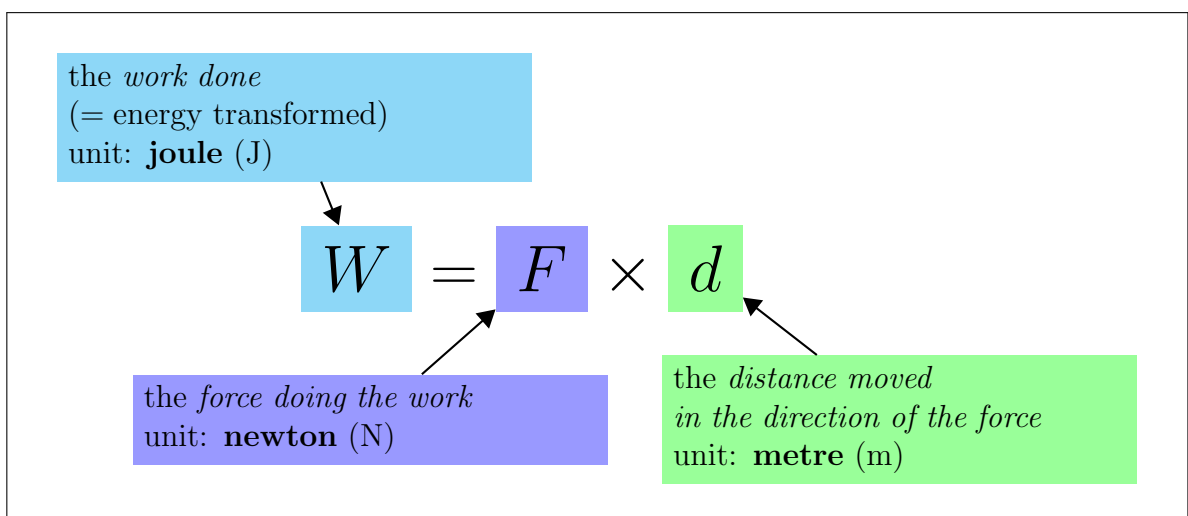 the work done
(= energy transformed)
unit: joule (J)
W = F × d
the force doing the work
unit: newton (N)
the distance moved
in the direction of the force
unit: metre (m)